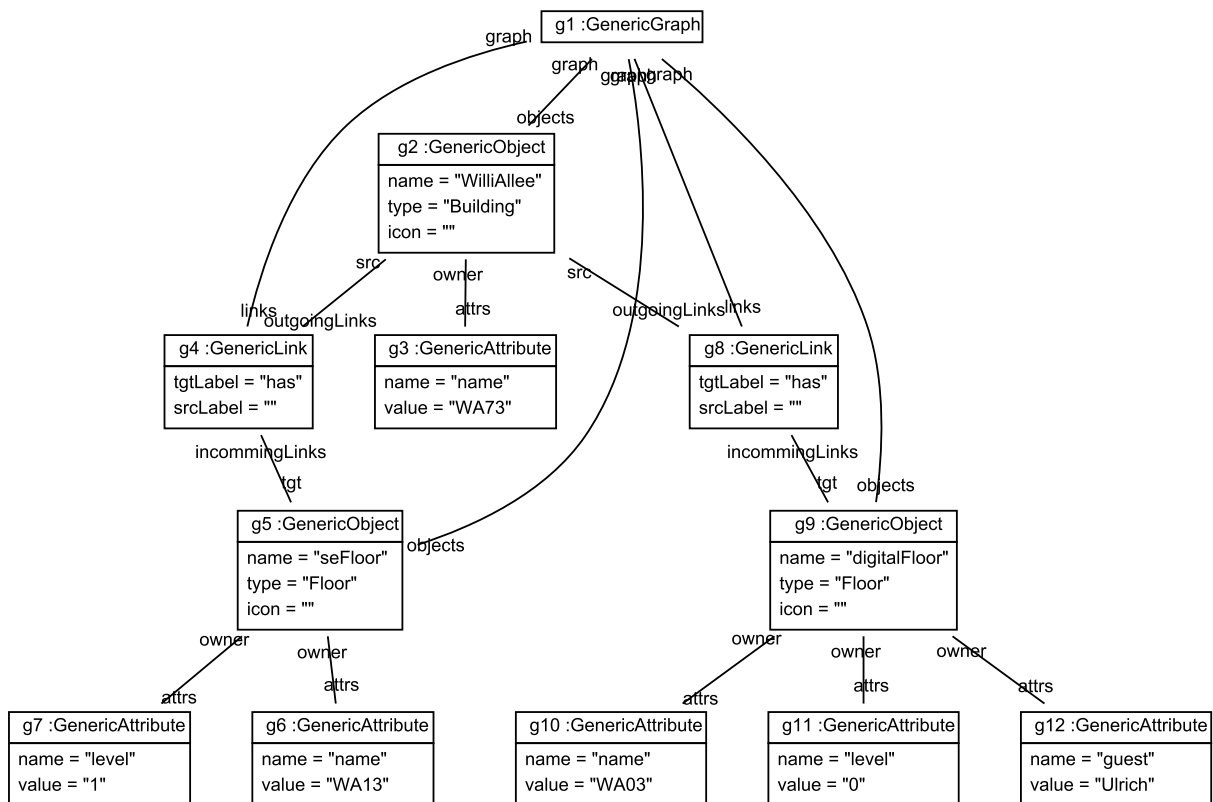 g1 :GenericGraph
graph
graph
graph
graph
graph
objects
g2 :GenericObject
name = "WilliAllee"
type = "Building"
icon = ""
src
owner
src
links
outgoingLinks
attrs
outgoingLinks
links
g4 :GenericLink
tgtLabel = "has"
srcLabel = ""
g3 :GenericAttribute
name = "name"
value = "WA73"
g8 :GenericLink
tgtLabel = "has"
srcLabel = ""
incommingLinks
tgt
incommingLinks
tgt
objects
g5 :GenericObject
name = "seFloor"
type = "Floor"
icon = ""
objects
g9 :GenericObject
name = "digitalFloor"
type = "Floor"
icon = ""
owner
owner
owner
owner
owner
attrs
attrs
attrs
attrs
attrs
g7 :GenericAttribute
name = "level"
value = "1"
g6 :GenericAttribute
name = "name"
value = "WA13"
g10 :GenericAttribute
name = "name"
value = "WA03"
g11 :GenericAttribute
name = "level"
value = "0"
g12 :GenericAttribute
name = "guest"
value = "Ulrich"